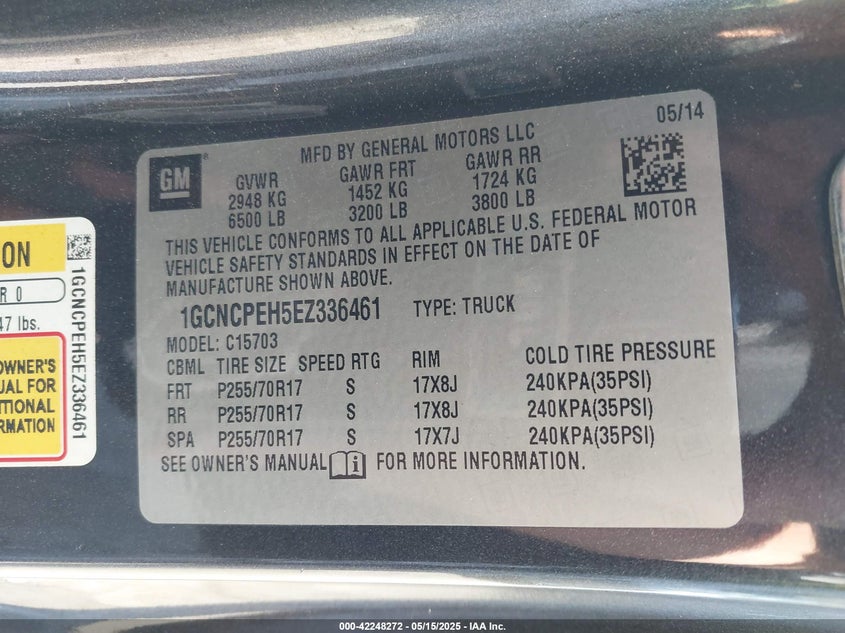 05/14
MFD BY GENERAL MOTORS LLC
GM®
GVWR GAWR FRT GAWR RR
2948 KG 1452 KG 1724 KG
6500 LB 3200 LB 3800 LB
THIS VEHICLE CONFORMS TO ALL APPLICABLE U.S. FEDERAL MOTOR
VEHICLE SAFETY STANDARDS IN EFFECT ON THE DATE OF
MANUFACTURE SHOWN ABOVE.
1GCNCPEH5EZ336461 TYPE: TRUCK
MODEL: C15703
CBML TIRE SIZE SPEED RTG RIM COLD TIRE PRESSURE
FRT P255/70R17 S 17X8J 240KPA(35PSI)
RR P255/70R17 S 17X8J 240KPA(35PSI)
SPA P255/70R17 S 17X7J 240KPA(35PSI)
SEE OWNER'S MANUAL i FOR MORE INFORMATION.
ON
R 0
47 lbs.
OWNER'S
UAL FOR
ITIONAL
RMATION
1GCNCPEH5EZ336461
000-42248272 — 05/15/2025 — IAA Inc.